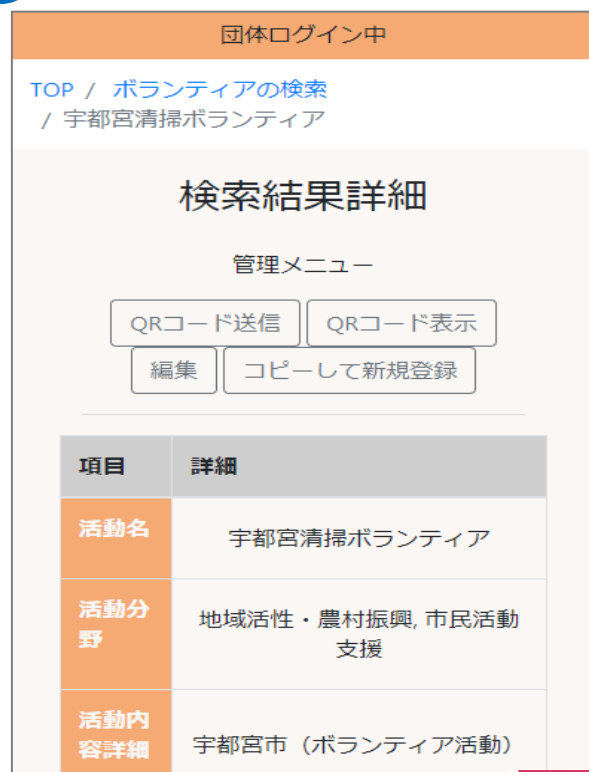 団体ログイン中
TOP / ボランティアの検索
/ 宇都宮清掃ボランティア
検索結果詳細
管理メニュー
QRコード送信 QRコード表示
編集 コピーして新規登録
項目 詳細
活動名 宇都宮清掃ボランティア
活動分
野
地域活性・農村振興, 市民活動
支援
活動内
容詳細
宇都宮市（ボランティア活動）